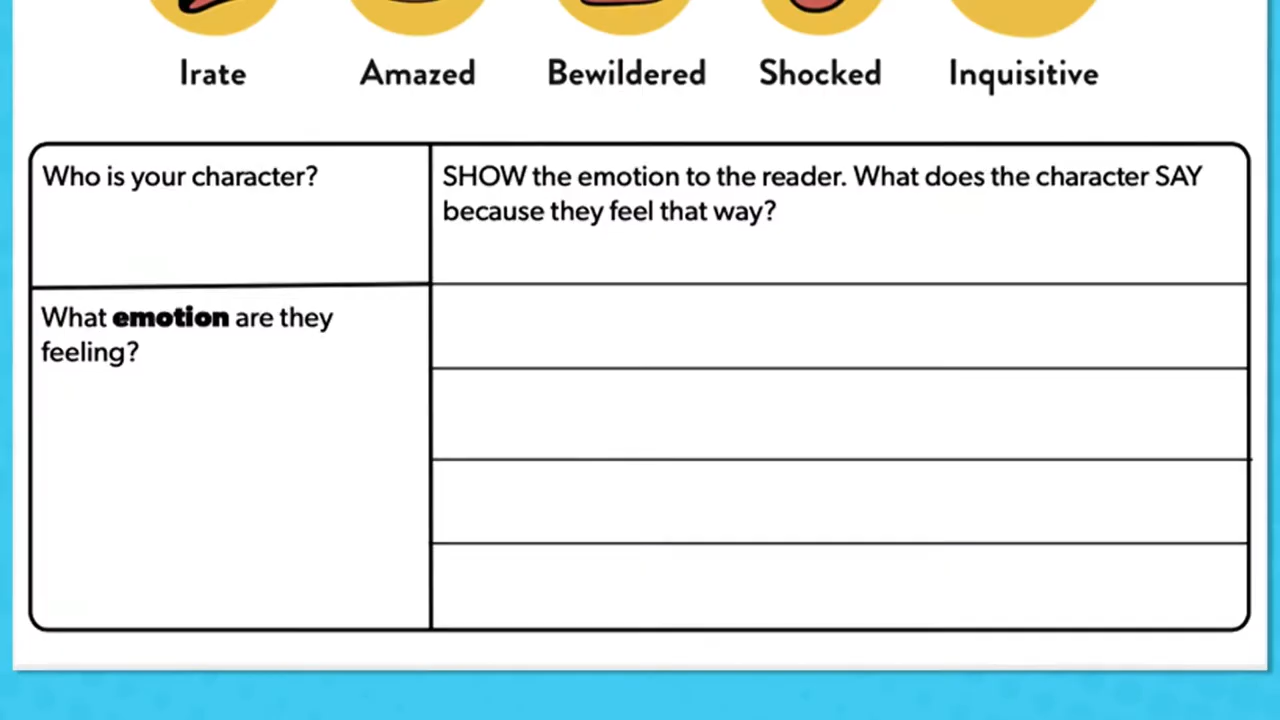 Irate Amazed Bewildered Shocked Inquisitive
Who is your character?
SHOW the emotion to the reader. What does the character SAY
because they feel that way?
What emotion are they
feeling?